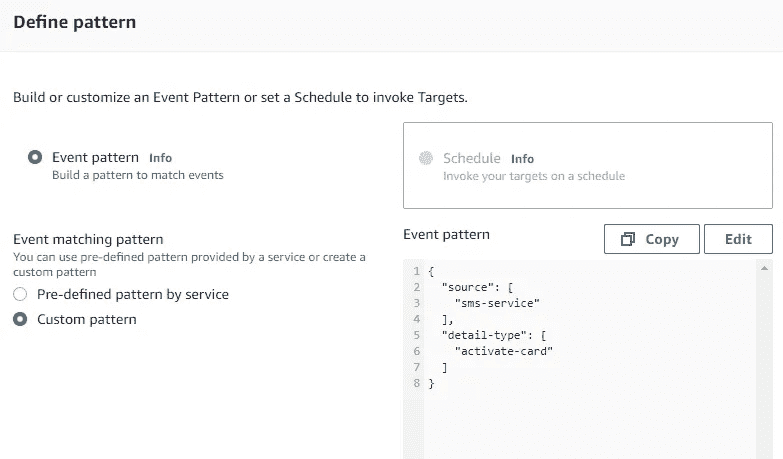 Define pattern
Build or customize an Event Pattern or set a Schedule to invoke Targets.
Event pattern Info
Build a pattern to match events
Schedule Info
Invoke your targets on a schedule
Event matching pattern
You can use pre-defined pattern provided by a service or create a
custom pattern
Pre-defined pattern by service
Custom pattern
Event pattern
Copy
Edit
1 {
2 "source": [
3 "sms-service"
4 ],
5 "detail-type": [
6 "activate-card"
7 ]
8 }